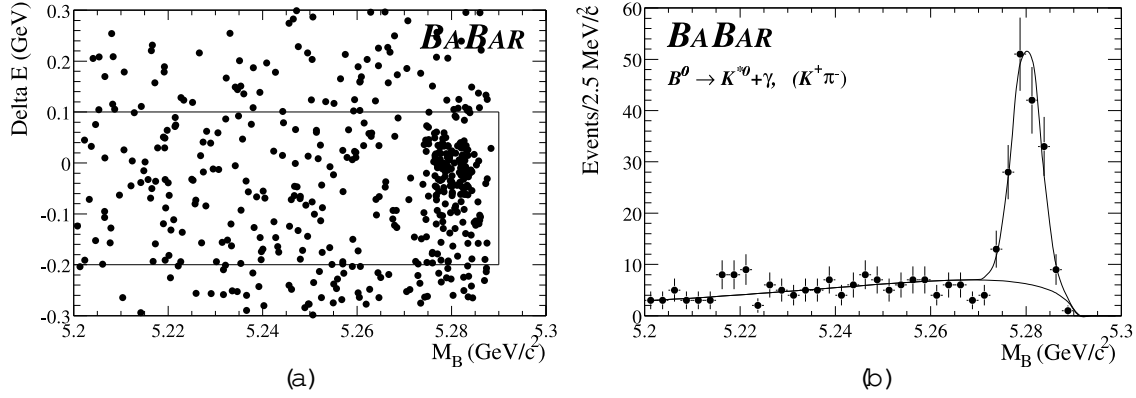 BABAR
Delta E (GeV)
0.3
0.2
0.1
0
-0.1
-0.2
-0.3
5.2 5.22 5.24 5.26 5.28 5.3
M_B (GeV/c²)
(a)
BABAR
B⁰ → K*⁰+γ, (K⁺π⁻)
Events/2.5 MeV/c²
60
50
40
30
20
10
0
5.2 5.22 5.24 5.26 5.28 5.3
M_B (GeV/c²)
(b)